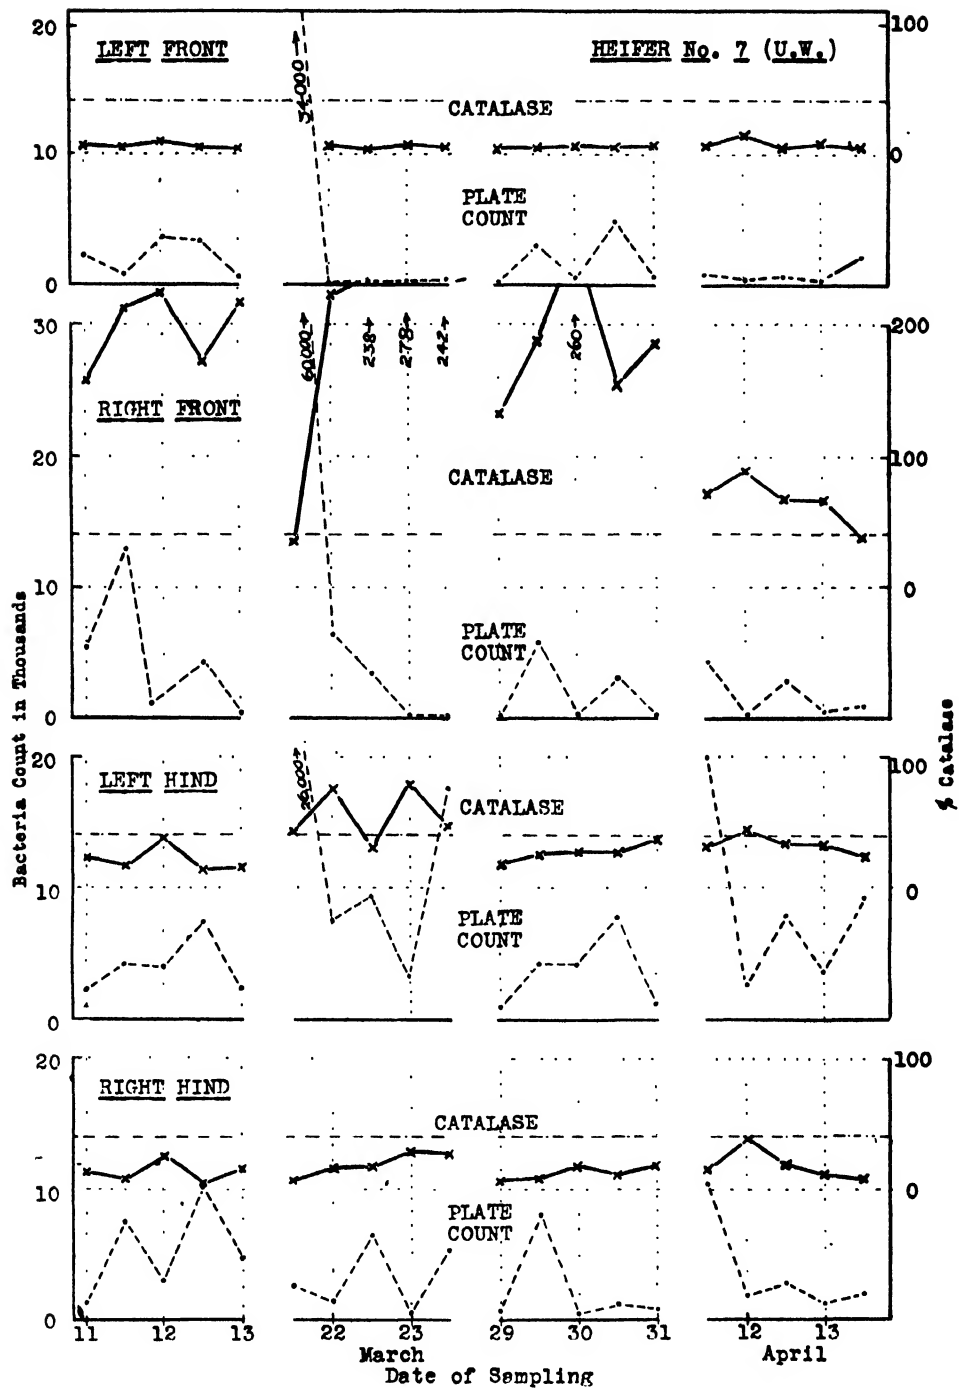 20
100
LEFT FRONT
HEIFER No. 7 (U.W.)
34,000→
CATALASE
10
0
PLATE
COUNT
0
30
200
60,000→
238→
278→
242→
260→
RIGHT FRONT
20
CATALASE
100
10
0
PLATE
COUNT
0
Bacteria Count in Thousands
% Catalase
20
100
LEFT HIND
26,000→
CATALASE
10
0
PLATE
COUNT
0
20
100
RIGHT HIND
CATALASE
10
0
PLATE
COUNT
0
11 12 13 22 23 29 30 31 12 13
March April
Date of Sampling